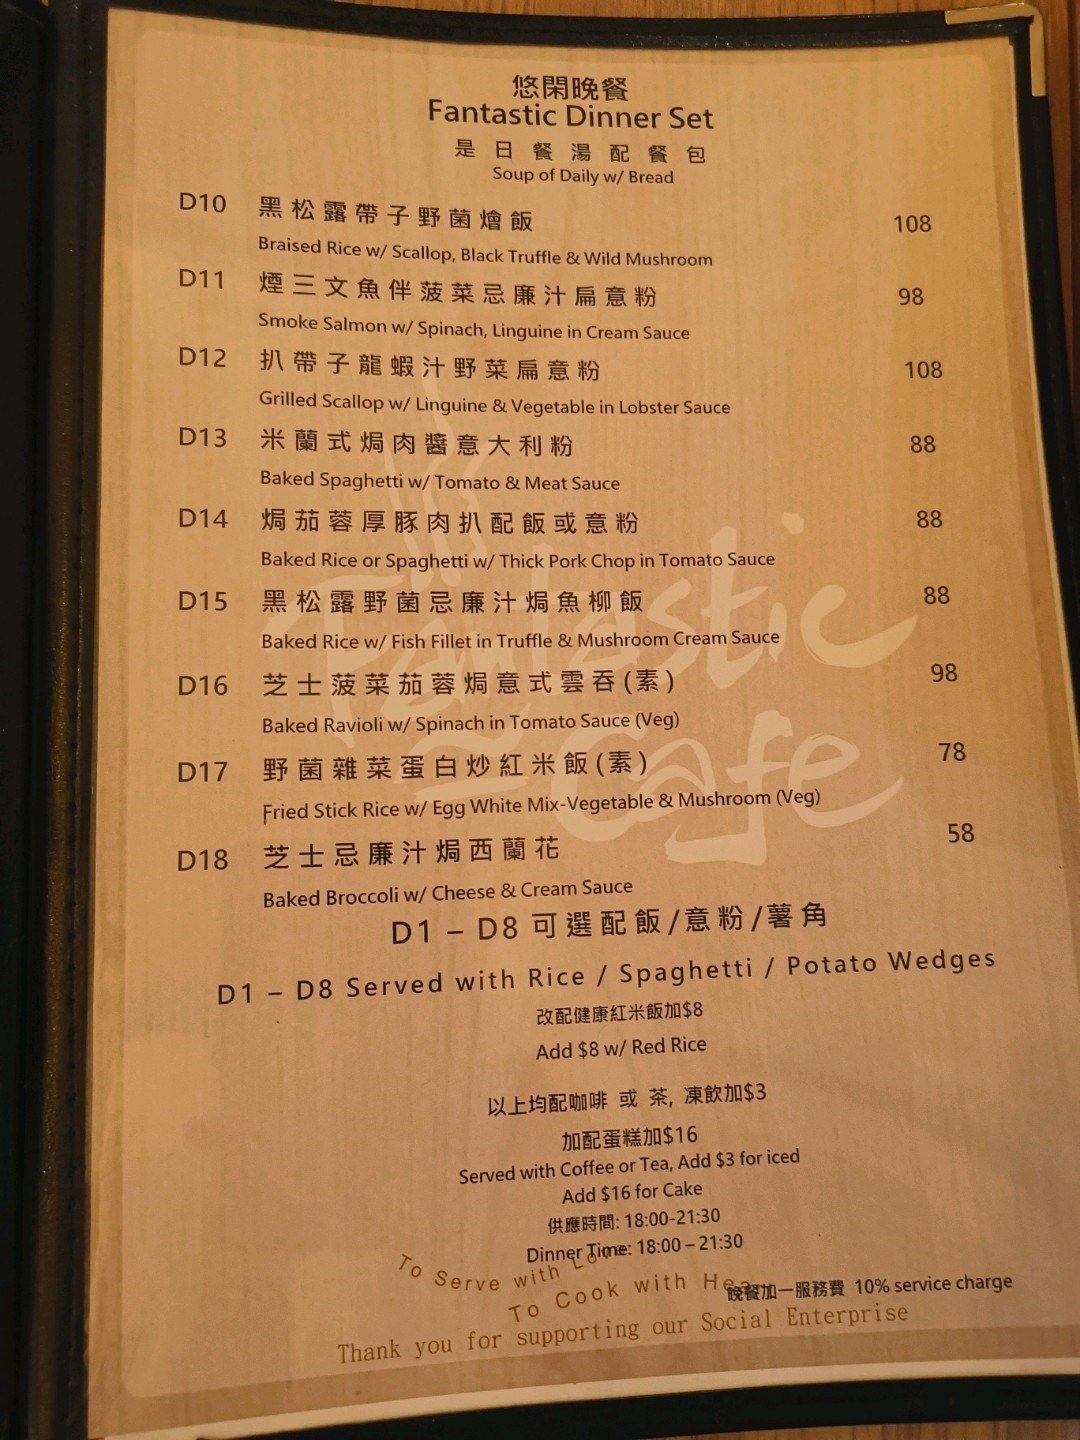 悠閑晚餐
Fantastic Dinner Set
是日餐湯配餐包
Soup of Daily w/ Bread
D10 黑松露帶子野菌燴飯 108
Braised Rice w/ Scallop, Black Truffle & Wild Mushroom
D11 煙三文魚伴菠菜忌廉汁扁意粉 98
Smoke Salmon w/ Spinach, Linguine in Cream Sauce
D12 扒帶子龍蝦汁野菜扁意粉 108
Grilled Scallop w/ Linguine & Vegetable in Lobster Sauce
D13 米蘭式焗肉醬意大利粉 88
Baked Spaghetti w/ Tomato & Meat Sauce
D14 焗茄蓉厚豚肉扒配飯或意粉 88
Baked Rice or Spaghetti w/ Thick Pork Chop in Tomato Sauce
D15 黑松露野菌忌廉汁焗魚柳飯 88
Baked Rice w/ Fish Fillet in Truffle & Mushroom Cream Sauce
D16 芝士菠菜茄蓉焗意式雲吞(素) 98
Baked Ravioli w/ Spinach in Tomato Sauce (Veg)
D17 野菌雜菜蛋白炒紅米飯(素) 78
Fried Stick Rice w/ Egg White Mix-Vegetable & Mushroom (Veg)
D18 芝士忌廉汁焗西蘭花 58
Baked Broccoli w/ Cheese & Cream Sauce
Fantastic Cafe
D1 – D8 可選配飯/意粉/薯角
D1 – D8 Served with Rice / Spaghetti / Potato Wedges
改配健康紅米飯加$8
Add $8 w/ Red Rice
以上均配咖啡 或 茶, 凍飲加$3
加配蛋糕加$16
Served with Coffee or Tea, Add $3 for iced
Add $16 for Cake
供應時間: 18:00-21:30
Dinner Time: 18:00 – 21:30
To Serve with Love
To Cook with
晚餐加一服務費 10% service charge
Thank you for supporting our Social Enterprise